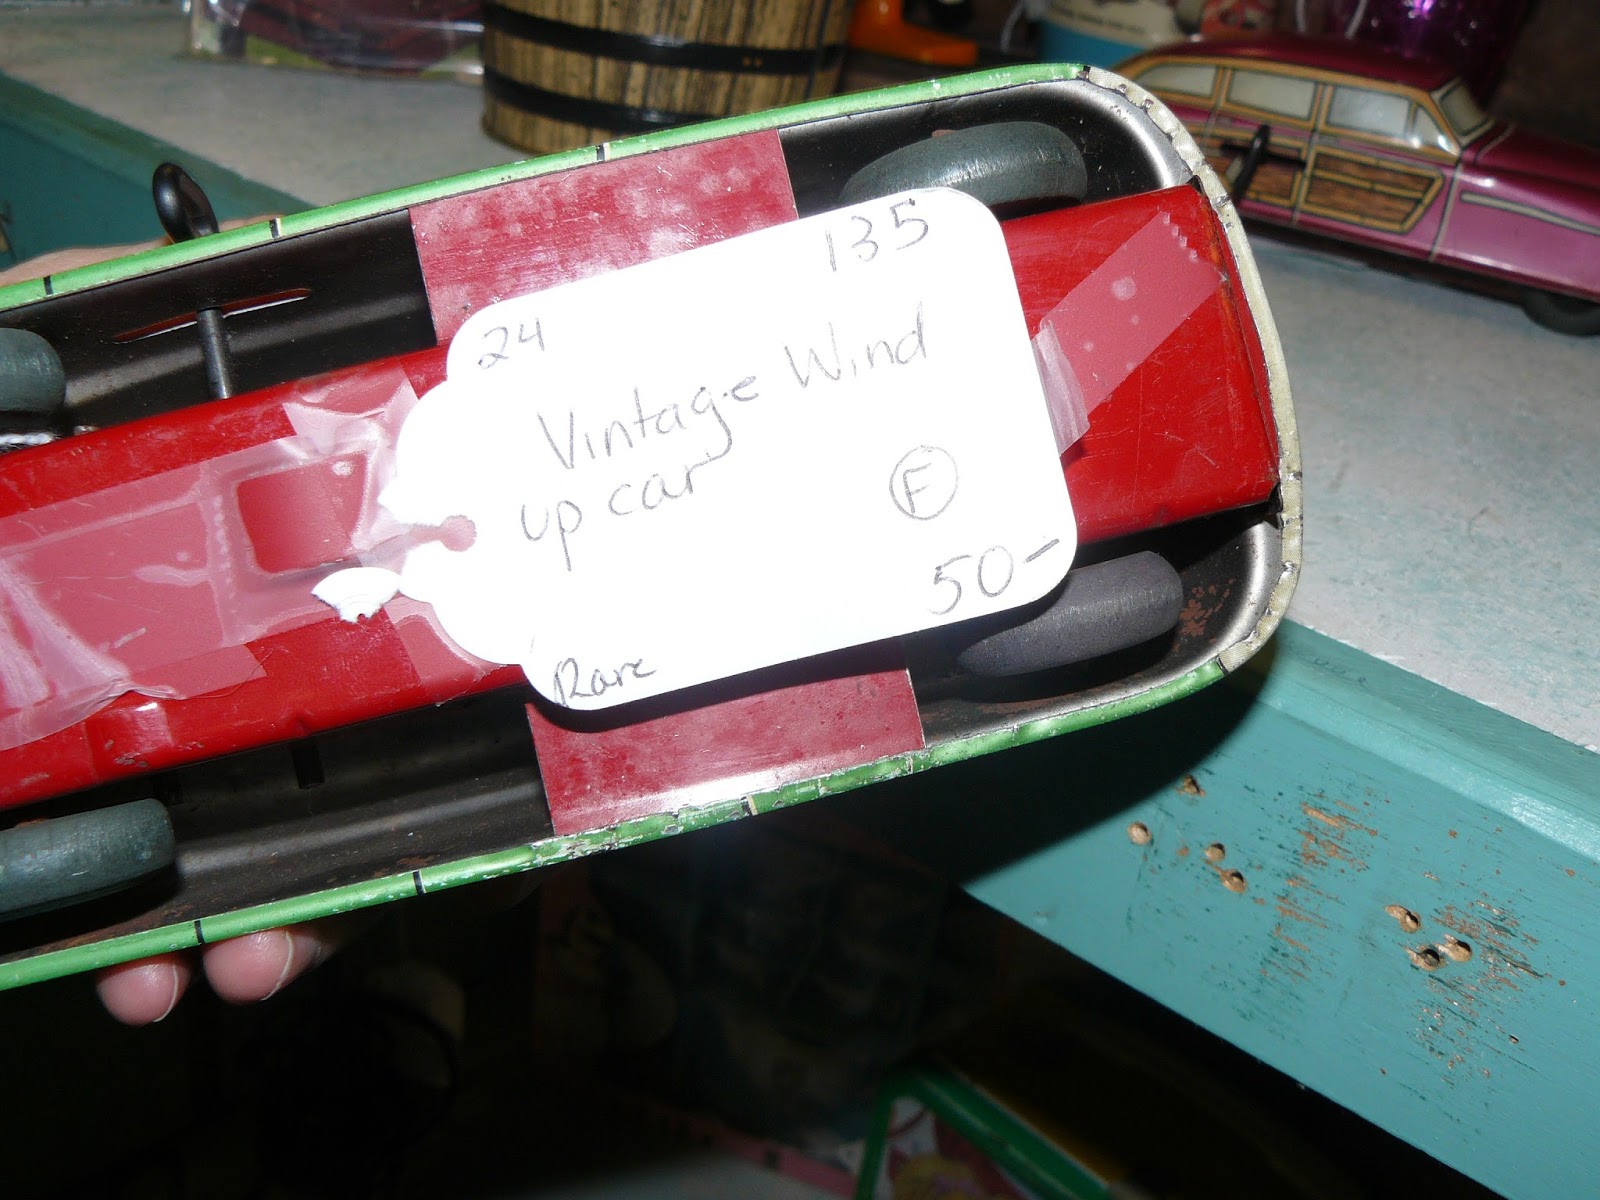 135
24
Vintage Wind
up car
F
50-
Rare